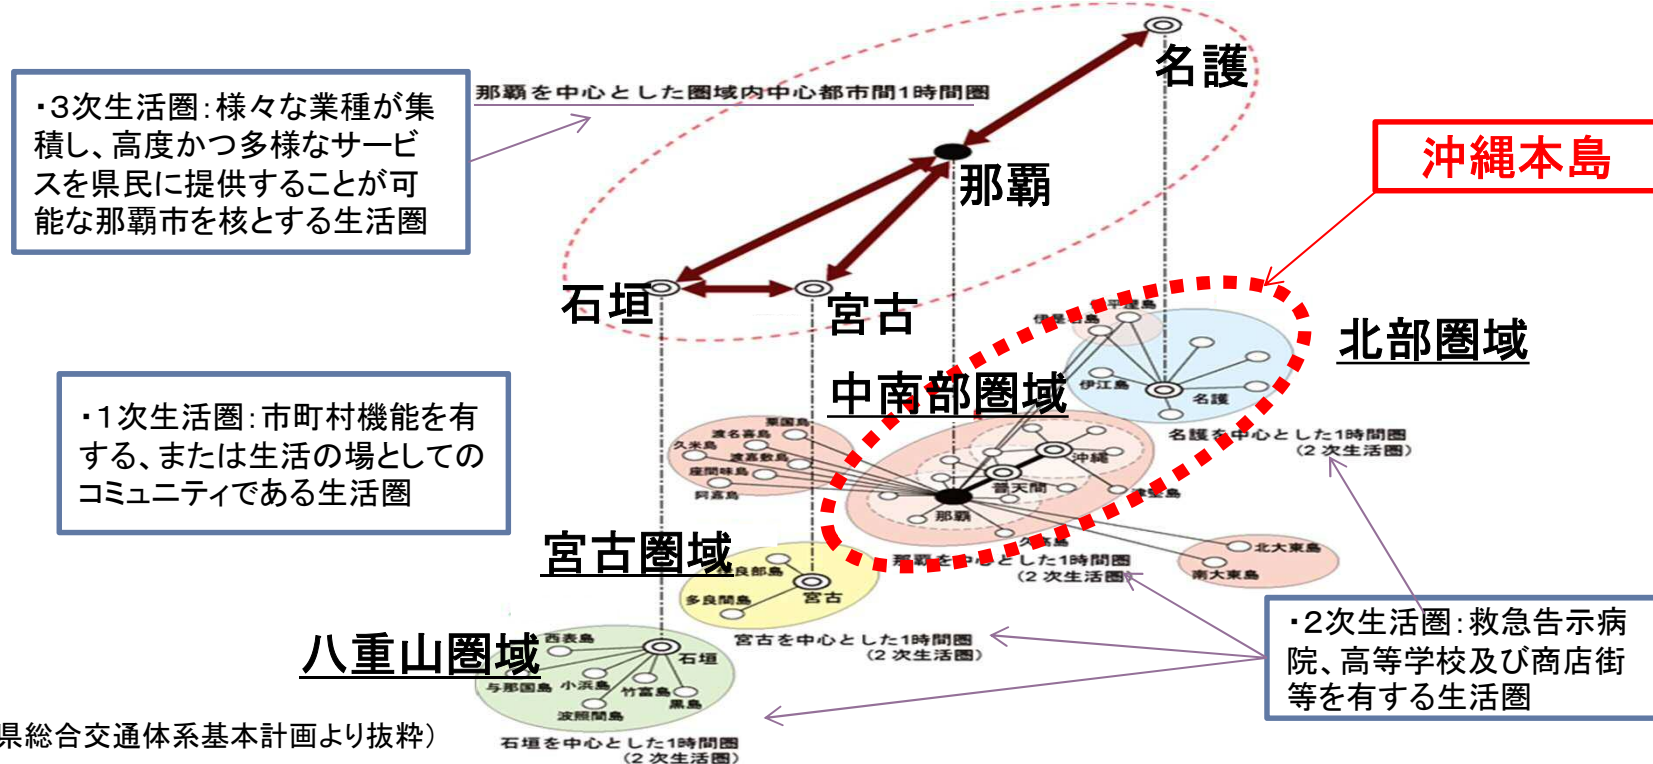 名護
・3次生活圏：様々な業種が集
積し、高度かつ多様なサービ
スを県民に提供することが可
能な那覇市を核とする生活圏
那覇を中心とした圏域内中心都市間1時間圏
沖縄本島
那覇
石垣
宮古
平屋島
伊是名島
北部圏域
伊江島
名護
中南部圏域
名護を中心とした1時間圏
（2次生活圏）
・1次生活圏：市町村機能を有
する、または生活の場としての
コミュニティである生活圏
粟国島
渡名喜島
久米島
渡嘉敷島
座間味島
阿嘉島
沖縄
普天間
津堅島
那覇
久高島
北大東島
南大東島
那覇を中心とした1時間圏
（2次生活圏）
宮古圏域
良部島
多良間島
宮古
宮古を中心とした1時間圏
（2次生活圏）
・2次生活圏：救急告示病
院、高等学校及び商店街
等を有する生活圏
八重山圏域
西表島
石垣
与那国島
小浜島
竹富島
黒島
波照間島
県総合交通体系基本計画より抜粋）
石垣を中心とした1時間圏
（2次生活圏）